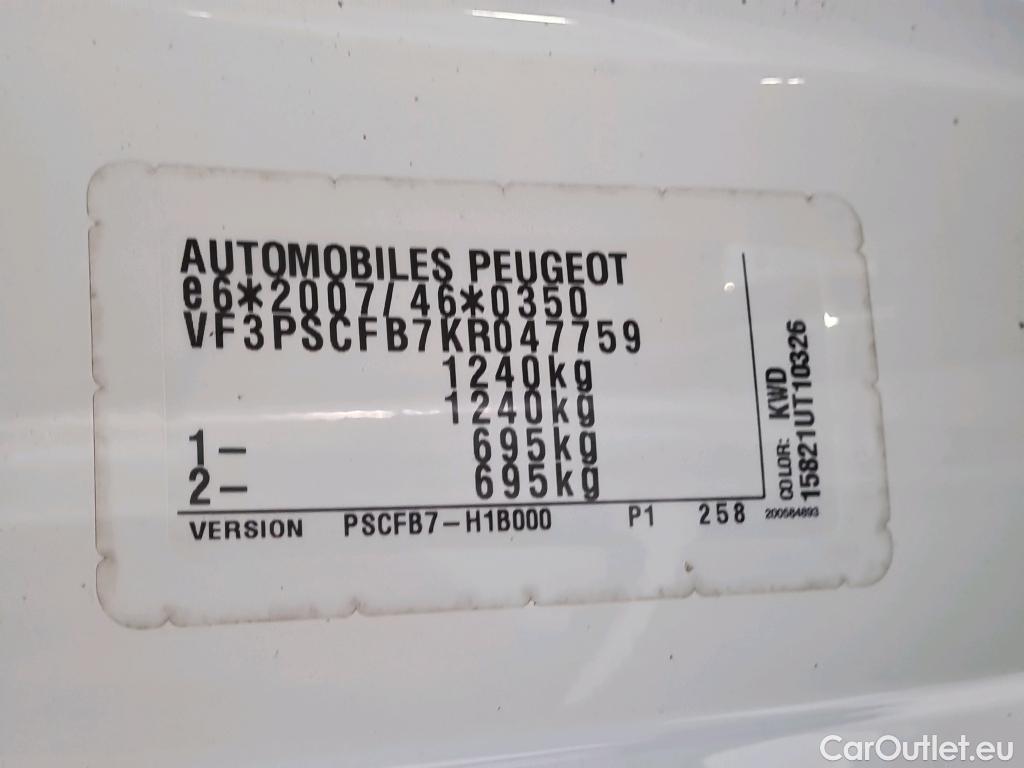 AUTOMOBILES PEUGEOT
e6*2007/46*0350
VF3PSCFB7KR047759
1240kg
1240kg
1- 695kg
2- 695kg
VERSION PSCFB7-H1B000 P1 258
COLOR: KWD
15821UT10326
200584893
CarOutlet.eu